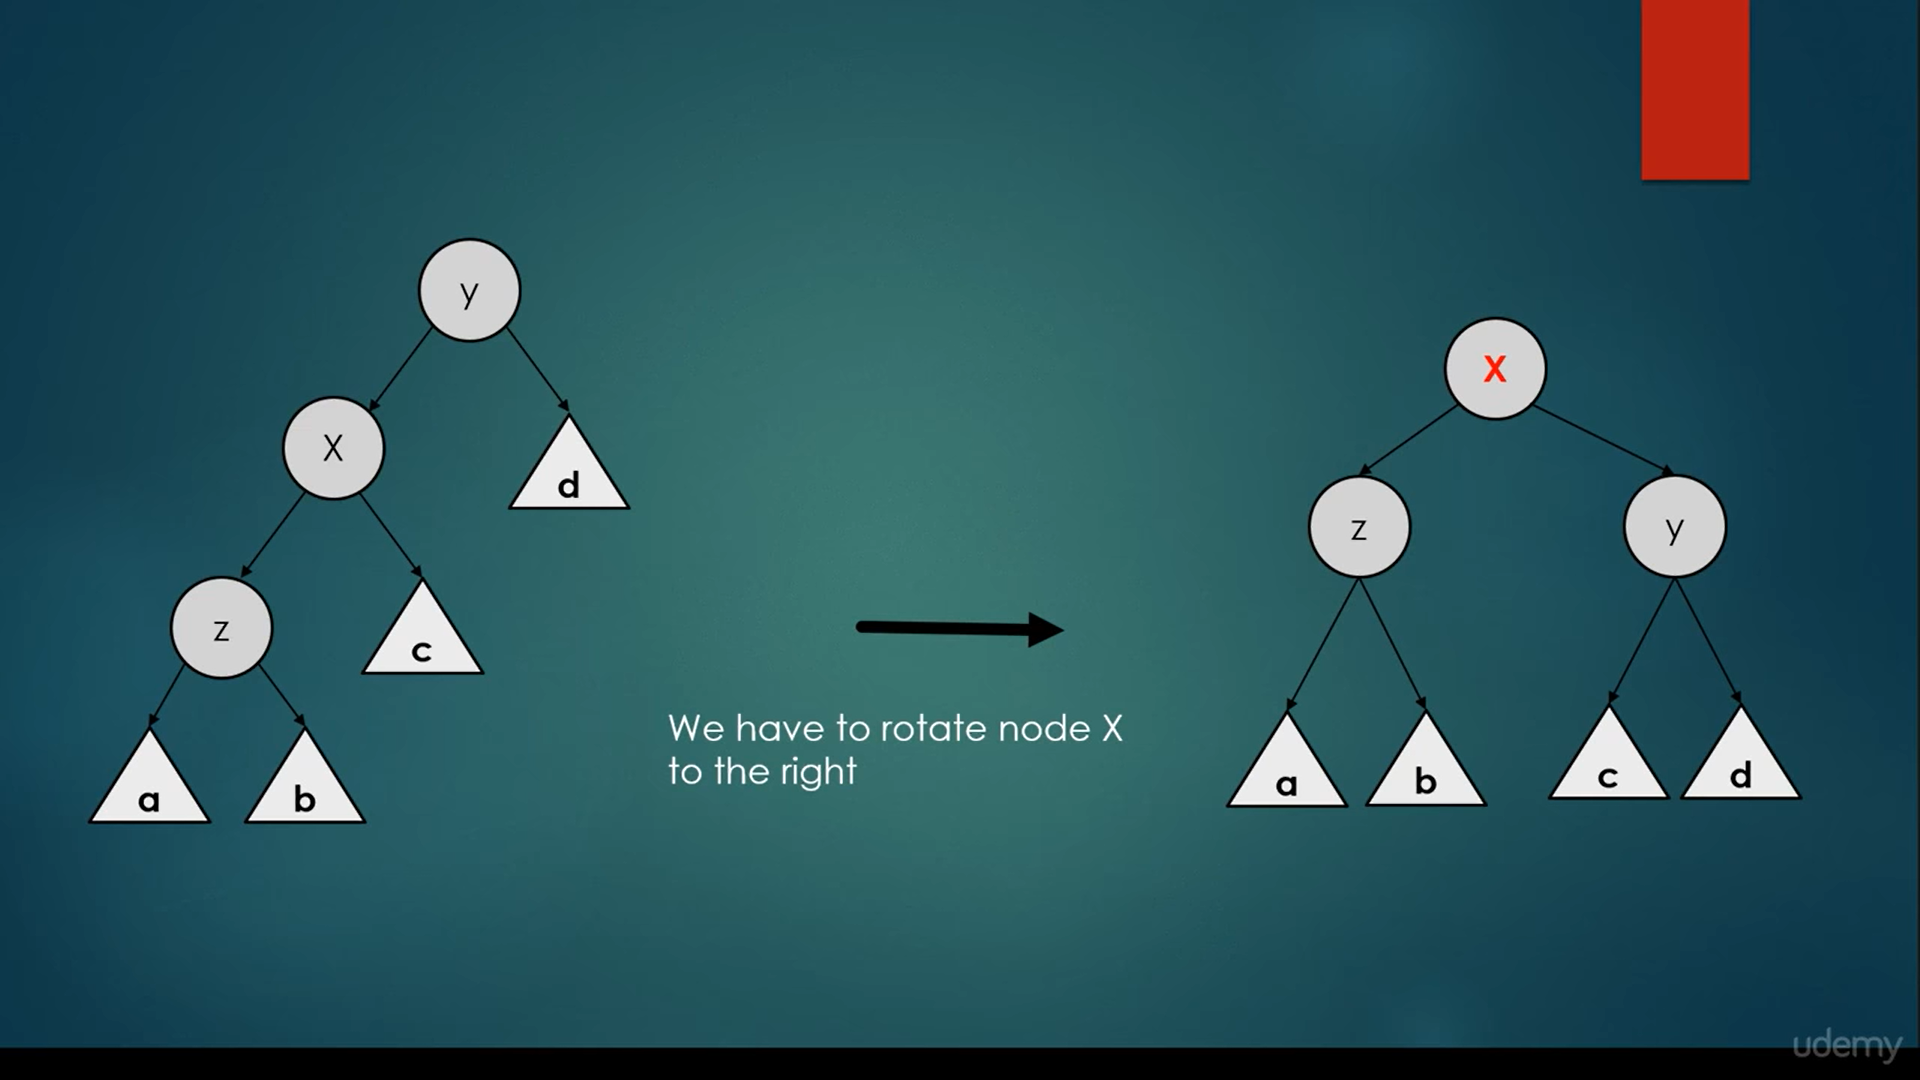 y
X
d
z
c
a
b
We have to rotate node X
to the right
X
z
y
a
b
c
d
udemy